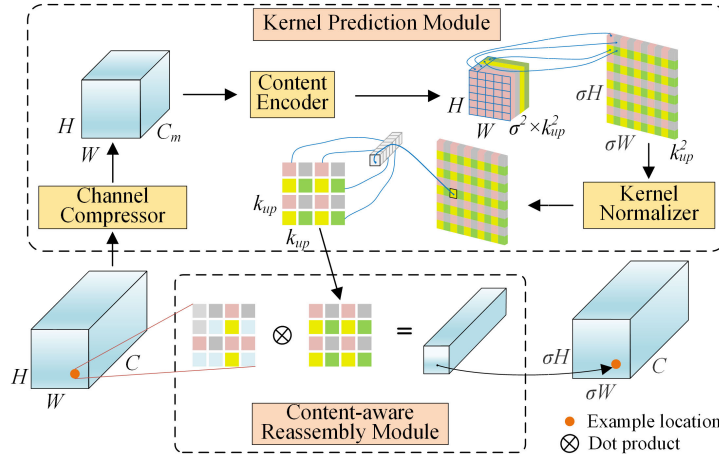 Kernel Prediction Module
H
W
C_m
Content
Encoder
H
W
σ² × k²_up
σH
σW
k²_up
Channel
Compressor
k_up
k_up
Kernel
Normalizer
H
W
C
⊗
=
σH
σW
C
Content-aware
Reassembly Module
Example location
⊗ Dot product